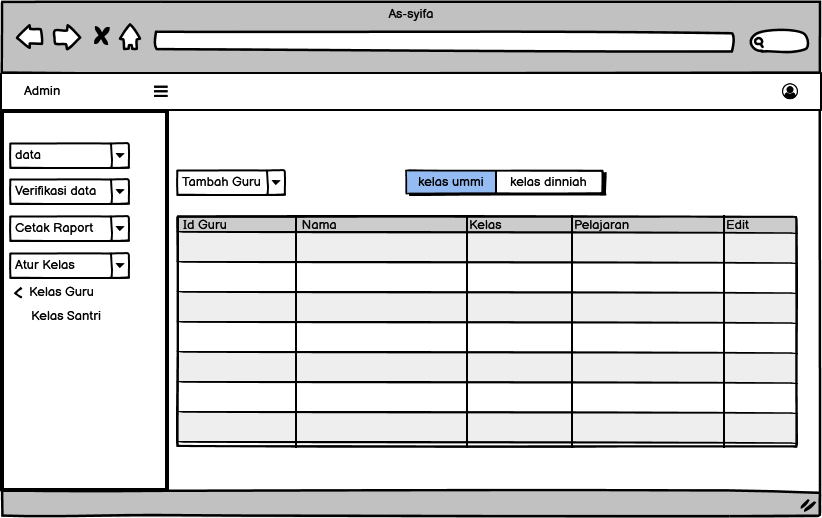 As-syifa
Admin
data
Verifikasi data
Cetak Raport
Atur Kelas
Kelas Guru
Kelas Santri
Tambah Guru
kelas ummi kelas dinniah
Id Guru Nama Kelas Pelajaran Edit